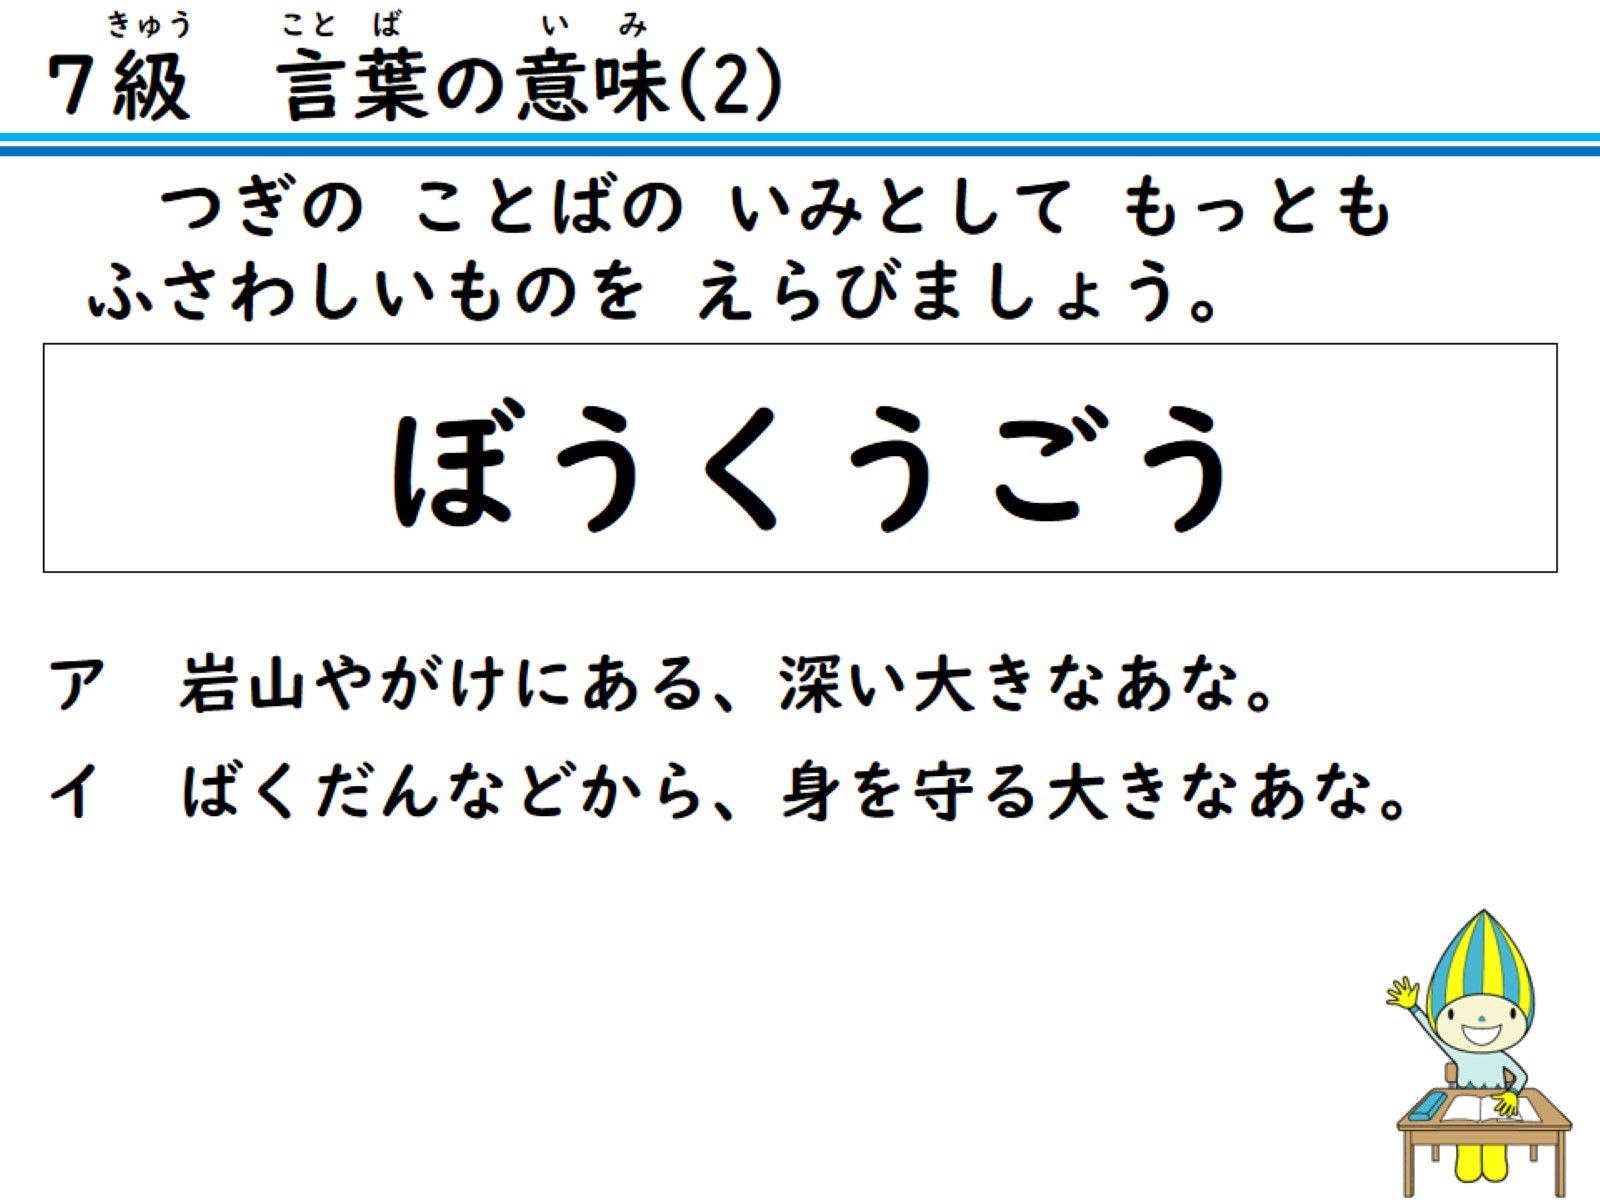 きゅう ことば いみ
７級　言葉の意味(2)
つぎの ことばの いみとして もっとも
ふさわしいものを えらびましょう。
ぼうくうごう
ア　岩山やがけにある、深い大きなあな。
イ　ばくだんなどから、身を守る大きなあな。